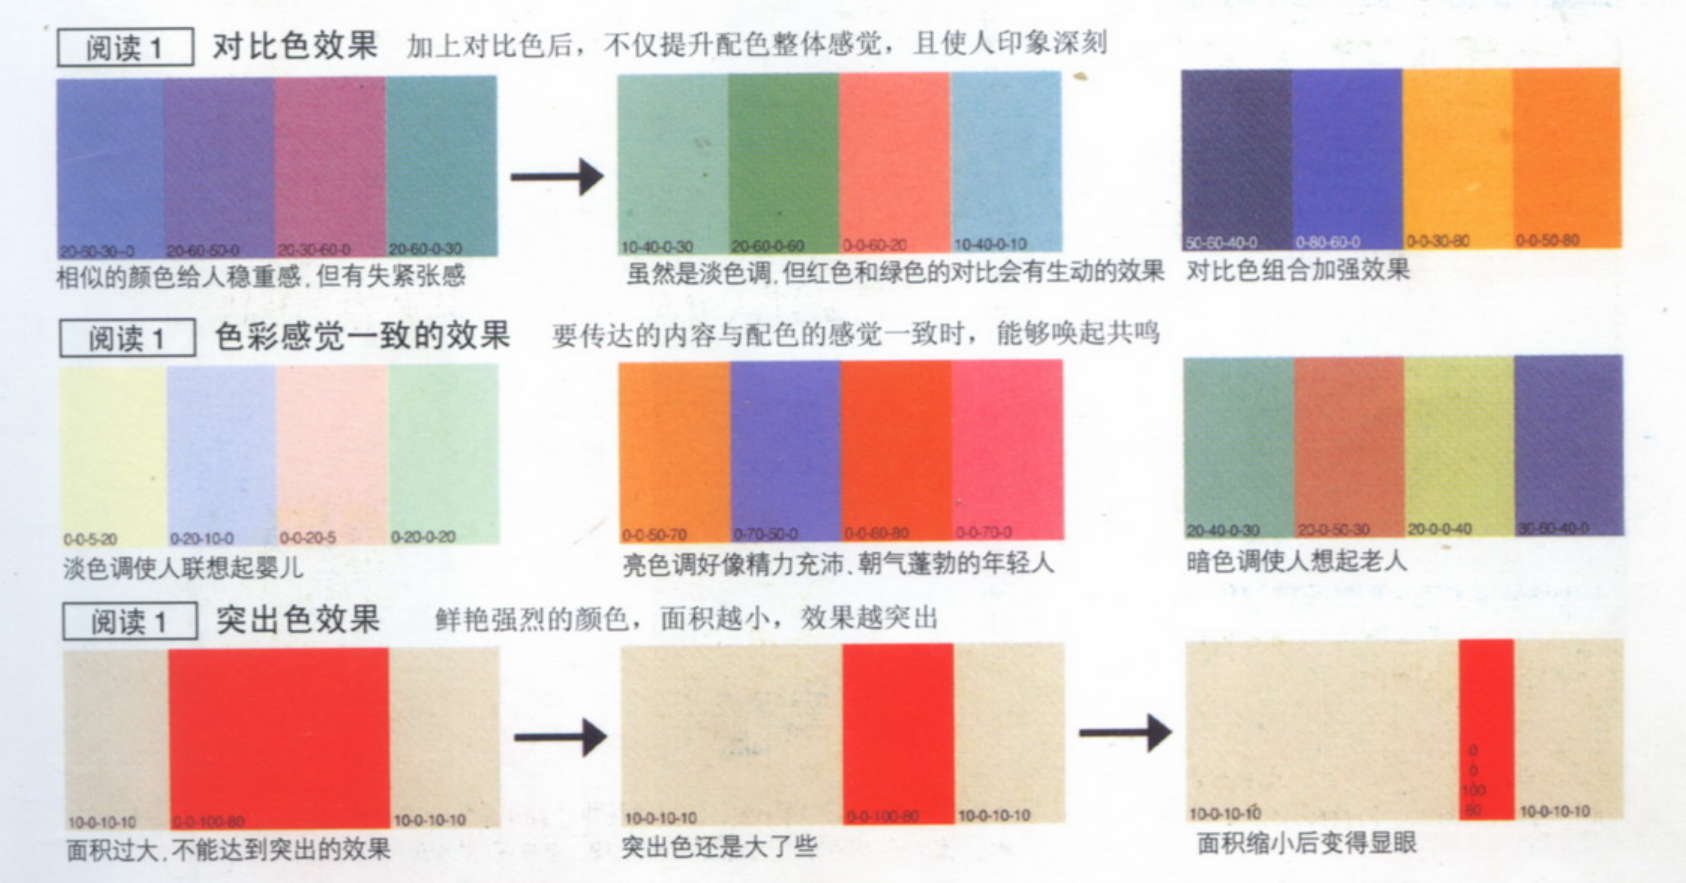 阅读 1 对比色效果 加上对比色后，不仅提升配色整体感觉，且使人印象深刻
20-60-30-0 20-60-50-0 20-30-60-0 20-60-0-30 10-40-0-30 20-60-0-60 0-0-60-20 10-40-0-10 50-60-40-0 0-80-60-0 0-0-30-80 0-0-50-80
相似的颜色给人稳重感，但有失紧张感 虽然是淡色调，但红色和绿色的对比会有生动的效果 对比色组合加强效果
阅读 1 色彩感觉一致的效果 要传达的内容与配色的感觉一致时，能够唤起共鸣
0-0-5-20 0-20-10-0 0-0-20-5 0-20-0-20 0-0-50-70 0-70-50-0 0-0-80-80 0-0-70-0 20-40-0-30 20-0-50-30 20-0-0-40 30-60-40-0
淡色调使人联想起婴儿 亮色调好像精力充沛、朝气蓬勃的年轻人 暗色调使人想起老人
阅读 1 突出色效果 鲜艳强烈的颜色，面积越小，效果越突出
10-0-10-10 0-0-100-80 10-0-10-10 10-0-10-10 0-0-100-80 10-0-10-10 10-0-10-10
0
0
100
80
10-0-10-10
面积过大，不能达到突出的效果 突出色还是大了些 面积缩小后变得显眼